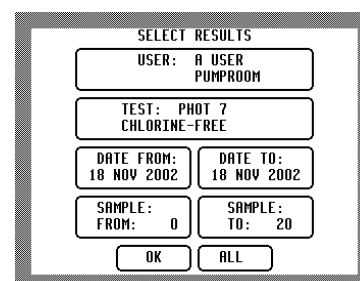 SELECT RESULTS
USER: A USER
PUMPROOM
TEST: PHOT 7
CHLORINE-FREE
DATE FROM:
18 NOV 2002
DATE TO:
18 NOV 2002
SAMPLE:
FROM: 0
SAMPLE:
TO: 20
OK
ALL